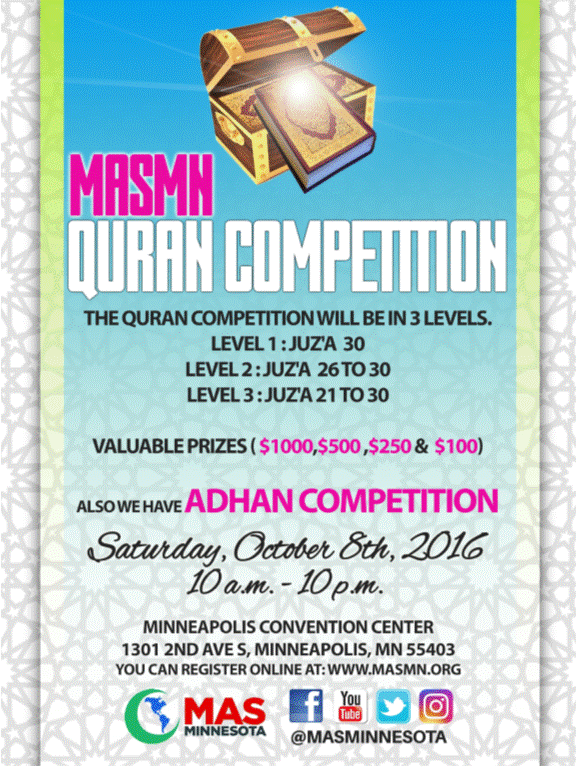 MASMN
QURAN COMPETITION
THE QURAN COMPETITION WILL BE IN 3 LEVELS.
LEVEL 1 : JUZ'A 30
LEVEL 2 : JUZ'A 26 TO 30
LEVEL 3 : JUZ'A 21 TO 30
VALUABLE PRIZES ( $1000,$500 ,$250 & $100)
ALSO WE HAVE ADHAN COMPETITION
Saturday, October 8th, 2016
10 a.m. - 10 p.m.
MINNEAPOLIS CONVENTION CENTER
1301 2ND AVE S, MINNEAPOLIS, MN 55403
YOU CAN REGISTER ONLINE AT: WWW.MASMN.ORG
MAS
MINNESOTA
f
You
Tube
@MASMINNESOTA